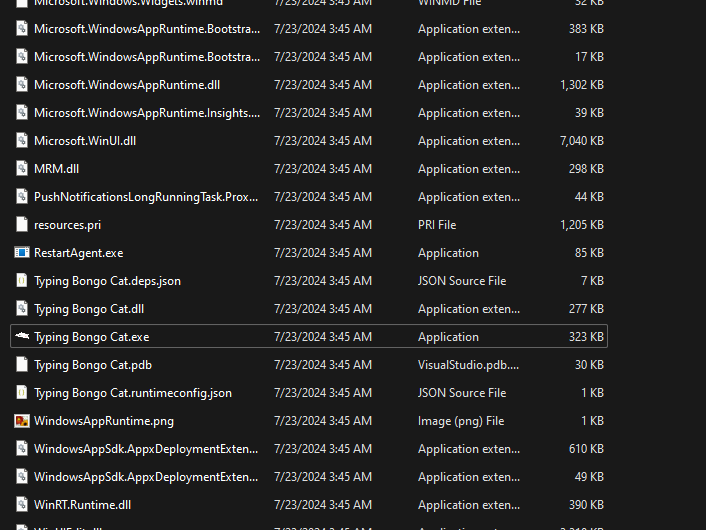 Microsoft.Windows.Widgets.winmd 7/23/2024 3:45 AM WINMD File 32 KB
Microsoft.WindowsAppRuntime.Bootstra... 7/23/2024 3:45 AM Application exten... 383 KB
Microsoft.WindowsAppRuntime.Bootstra... 7/23/2024 3:45 AM Application exten... 17 KB
Microsoft.WindowsAppRuntime.dll 7/23/2024 3:45 AM Application exten... 1,302 KB
Microsoft.WindowsAppRuntime.Insights.... 7/23/2024 3:45 AM Application exten... 39 KB
Microsoft.WinUI.dll 7/23/2024 3:45 AM Application exten... 7,040 KB
MRM.dll 7/23/2024 3:45 AM Application exten... 298 KB
PushNotificationsLongRunningTask.Prox... 7/23/2024 3:45 AM Application exten... 44 KB
resources.pri 7/23/2024 3:45 AM PRI File 1,205 KB
RestartAgent.exe 7/23/2024 3:45 AM Application 85 KB
Typing Bongo Cat.deps.json 7/23/2024 3:45 AM JSON Source File 7 KB
Typing Bongo Cat.dll 7/23/2024 3:45 AM Application exten... 277 KB
Typing Bongo Cat.exe 7/23/2024 3:45 AM Application 323 KB
Typing Bongo Cat.pdb 7/23/2024 3:45 AM VisualStudio.pdb.... 30 KB
Typing Bongo Cat.runtimeconfig.json 7/23/2024 3:45 AM JSON Source File 1 KB
WindowsAppRuntime.png 7/23/2024 3:45 AM Image (png) File 1 KB
WindowsAppSdk.AppxDeploymentExten... 7/23/2024 3:45 AM Application exten... 610 KB
WindowsAppSdk.AppxDeploymentExten... 7/23/2024 3:45 AM Application exten... 49 KB
WinRT.Runtime.dll 7/23/2024 3:45 AM Application exten... 390 KB